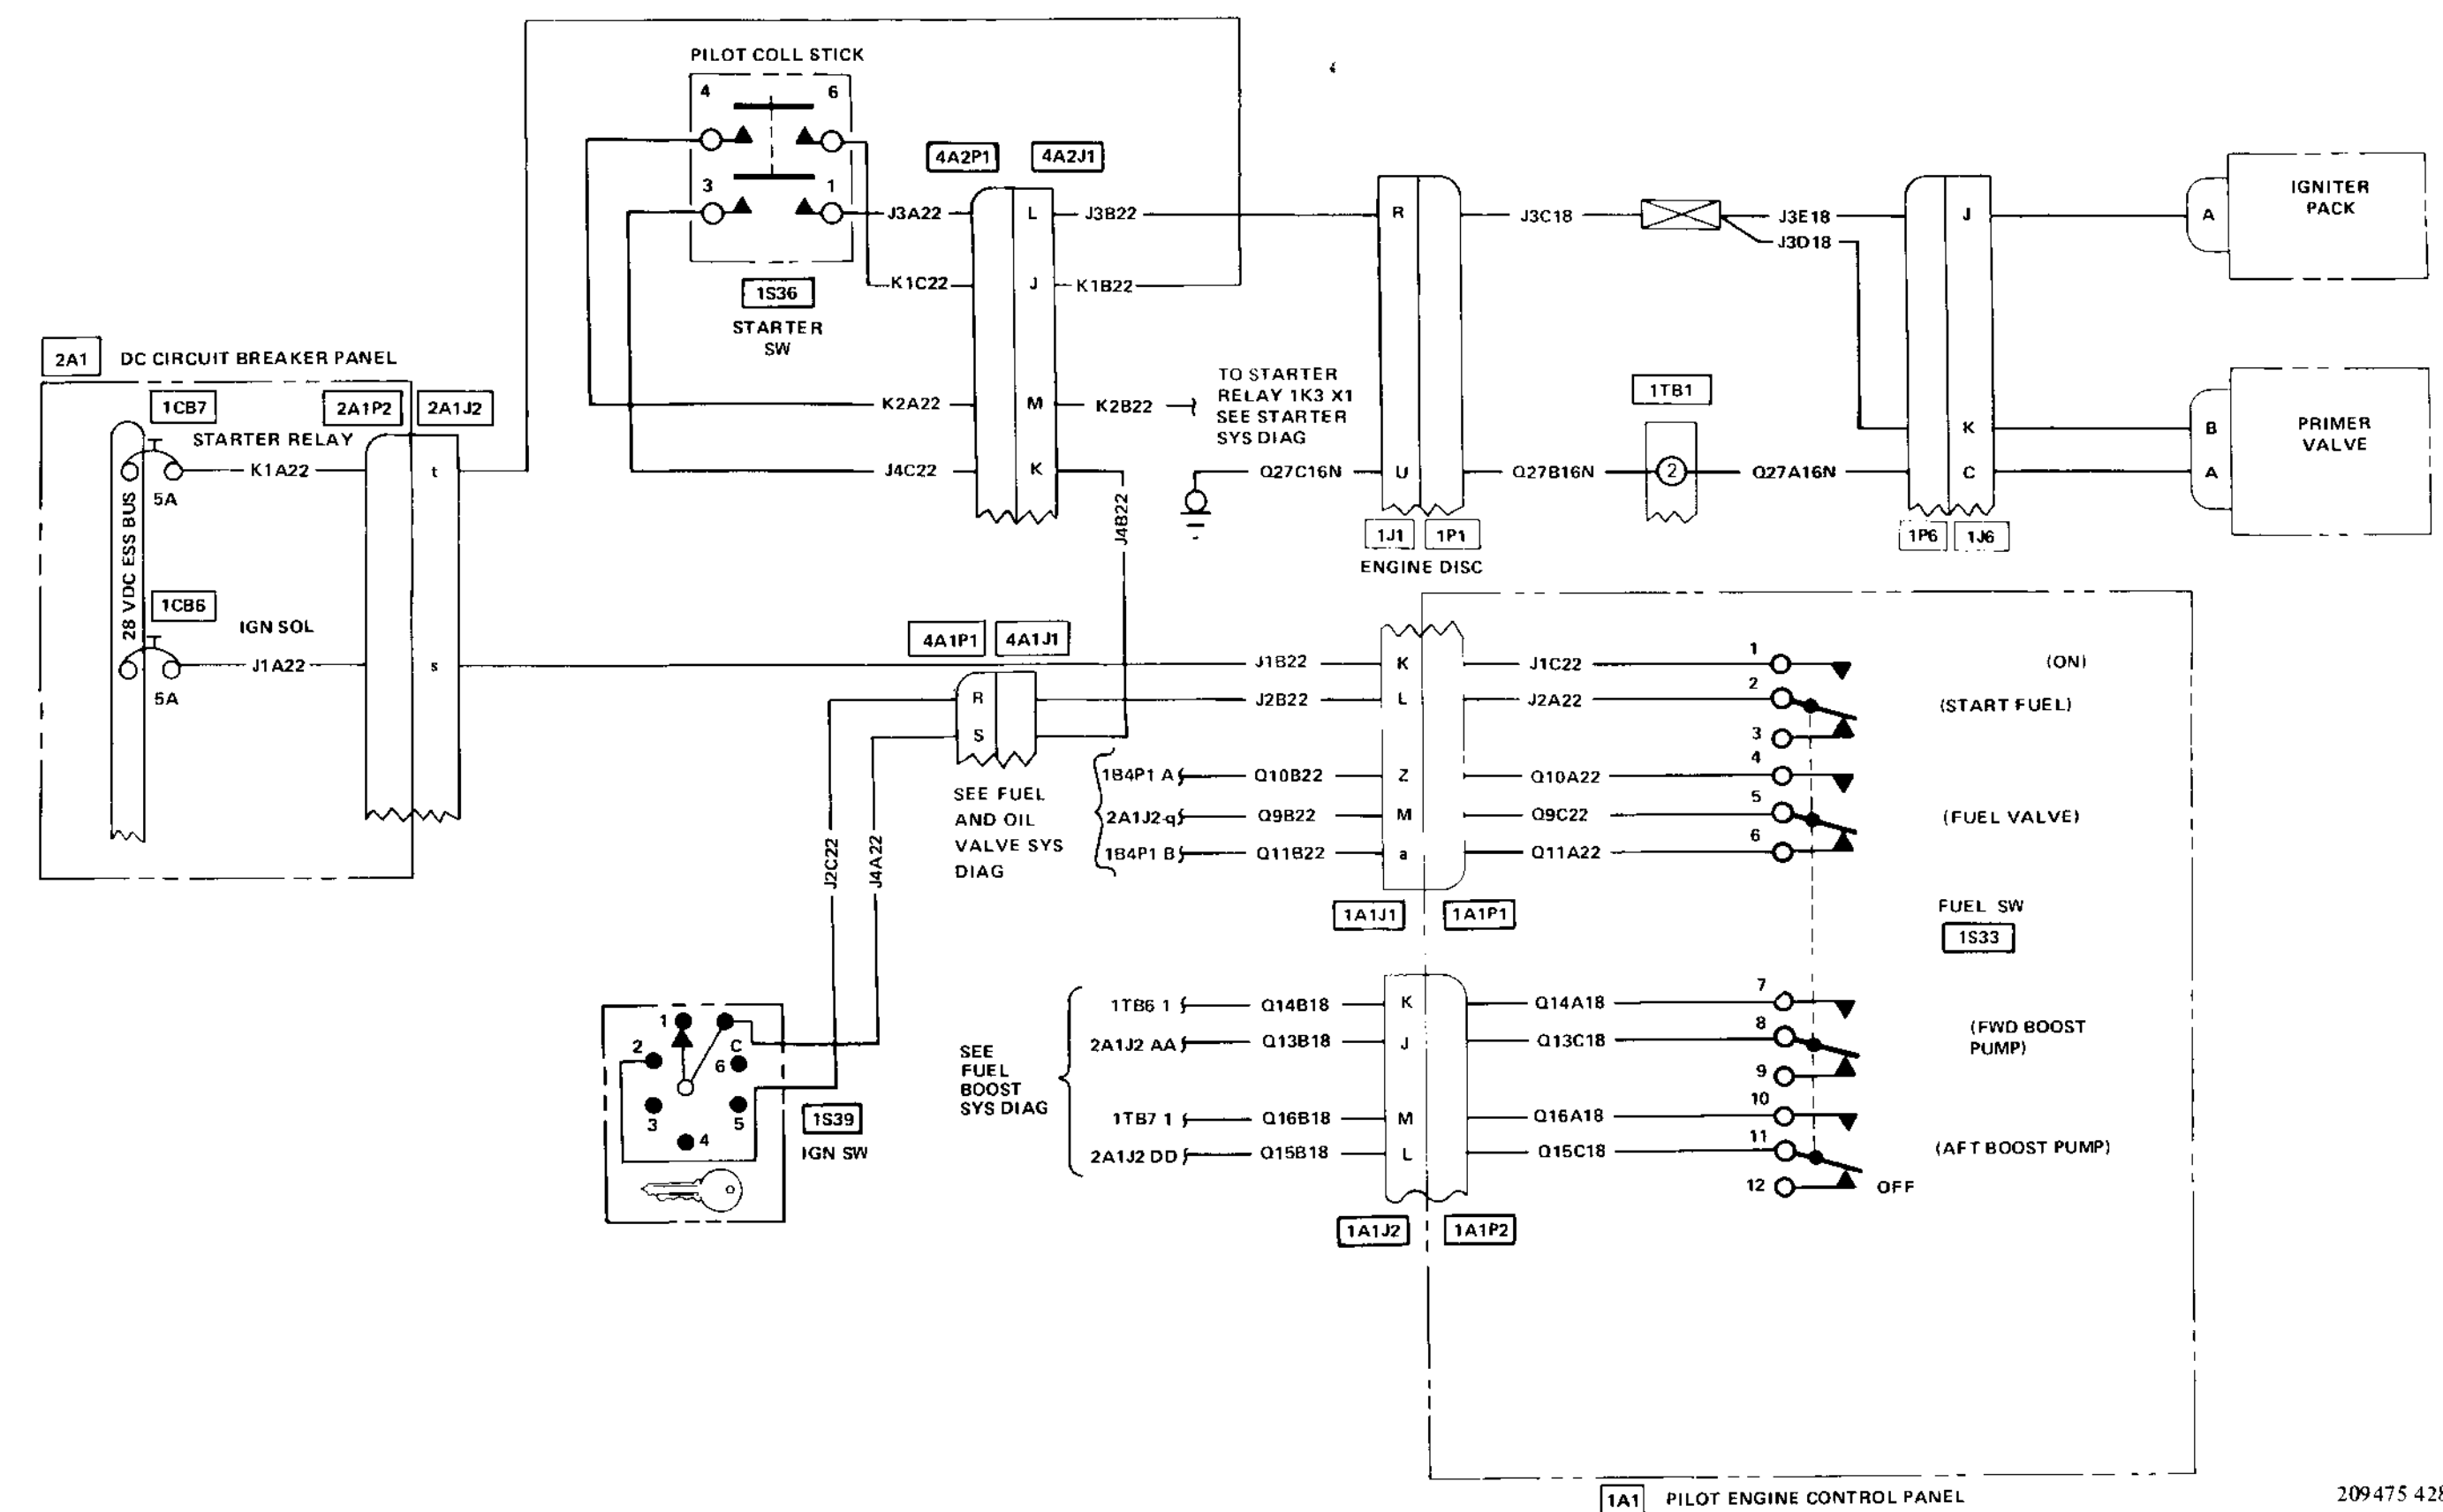 PILOT COLL STICK
4 6
3 1
1S36
STARTER
SW
4A2P1 4A2J1
J3A22 L J3B22
K1C22 J K1B22
K2A22 M K2B22
J4C22 K
J4B22
TO STARTER
RELAY 1K3 X1
SEE STARTER
SYS DIAG
R J3C18 J3E18 J A
J3D18
IGNITER
PACK
1TB1
K B
PRIMER
VALVE
Q27C16N U Q27B16N 2 Q27A16N C A
1J1 1P1
ENGINE DISC
1P6 1J6
2A1 DC CIRCUIT BREAKER PANEL
1CB7 2A1P2 2A1J2
STARTER RELAY
K1A22 t
5A
28 VDC ESS BUS
1CB6
IGN SOL
J1A22 s
5A
4A1P1 4A1J1
R
S
J1B22 K J1C22 1 (ON)
J2B22 L J2A22 2 (START FUEL)
3
1B4P1 A Q10B22 Z Q10A22 4
2A1J2-q Q9B22 M Q9C22 5 (FUEL VALVE)
1B4P1 B Q11B22 a Q11A22 6
SEE FUEL
AND OIL
VALVE SYS
DIAG
J2C22
J4A22
1A1J1 1A1P1
FUEL SW
1S33
1TB6 1 Q14B18 K Q14A18 7
2A1J2 AA Q13B18 J Q13C18 8 (FWD BOOST
PUMP)
9
1TB7 1 Q16B18 M Q16A18 10
2A1J2 DD Q15B18 L Q15C18 11 (AFT BOOST PUMP)
12 OFF
SEE
FUEL
BOOST
SYS DIAG
1A1J2 1A1P2
1 C
2 6
3 5
4
1S39
IGN SW
1A1 PILOT ENGINE CONTROL PANEL
209475 428